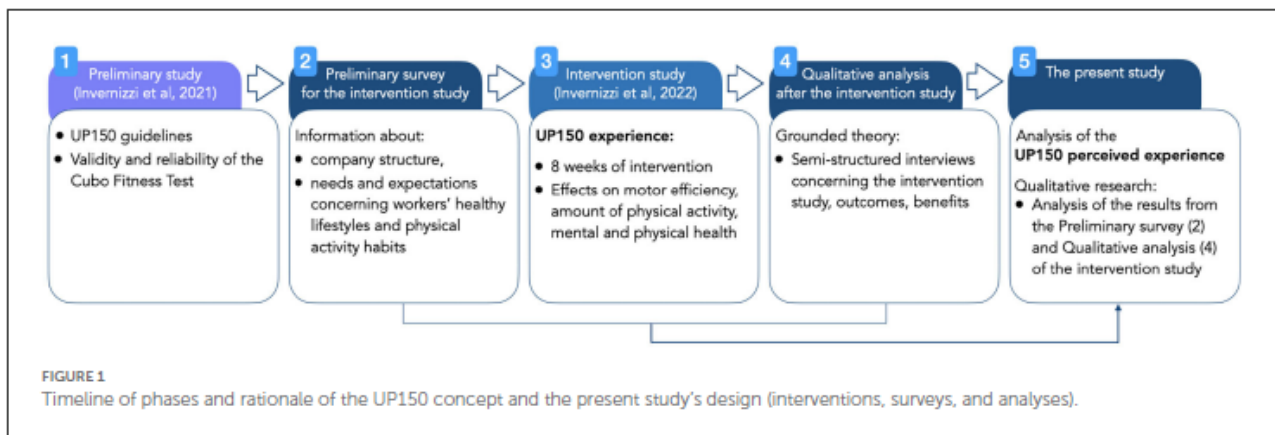 1
Preliminary study
(Invernizzi et al, 2021)
• UP150 guidelines
• Validity and reliability of the
Cubo Fitness Test
2
Preliminary survey
for the intervention study
Information about:
• company structure,
• needs and expectations
concerning workers' healthy
lifestyles and physical
activity habits
3
Intervention study
(Invernizzi et al, 2022)
UP150 experience:
• 8 weeks of intervention
• Effects on motor efficiency,
amount of physical activity,
mental and physical health
4
Qualitative analysis
after the intervention study
Grounded theory:
• Semi-structured interviews
concerning the intervention
study, outcomes, benefits
5
The present study
Analysis of the
UP150 perceived experience
Qualitative research:
• Analysis of the results from
the Preliminary survey (2)
and Qualitative analysis (4)
of the intervention study
FIGURE 1
Timeline of phases and rationale of the UP150 concept and the present study's design (interventions, surveys, and analyses).